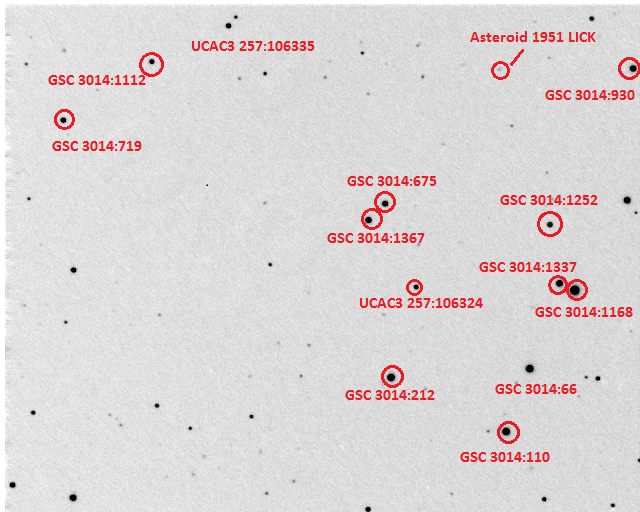 Asteroid 1951 LICK
UCAC3 257:106335
GSC 3014:1112
GSC 3014:930
GSC 3014:719
GSC 3014:675
GSC 3014:1252
GSC 3014:1367
GSC 3014:1337
UCAC3 257:106324
GSC 3014:1168
GSC 3014:212
GSC 3014:66
GSC 3014:110